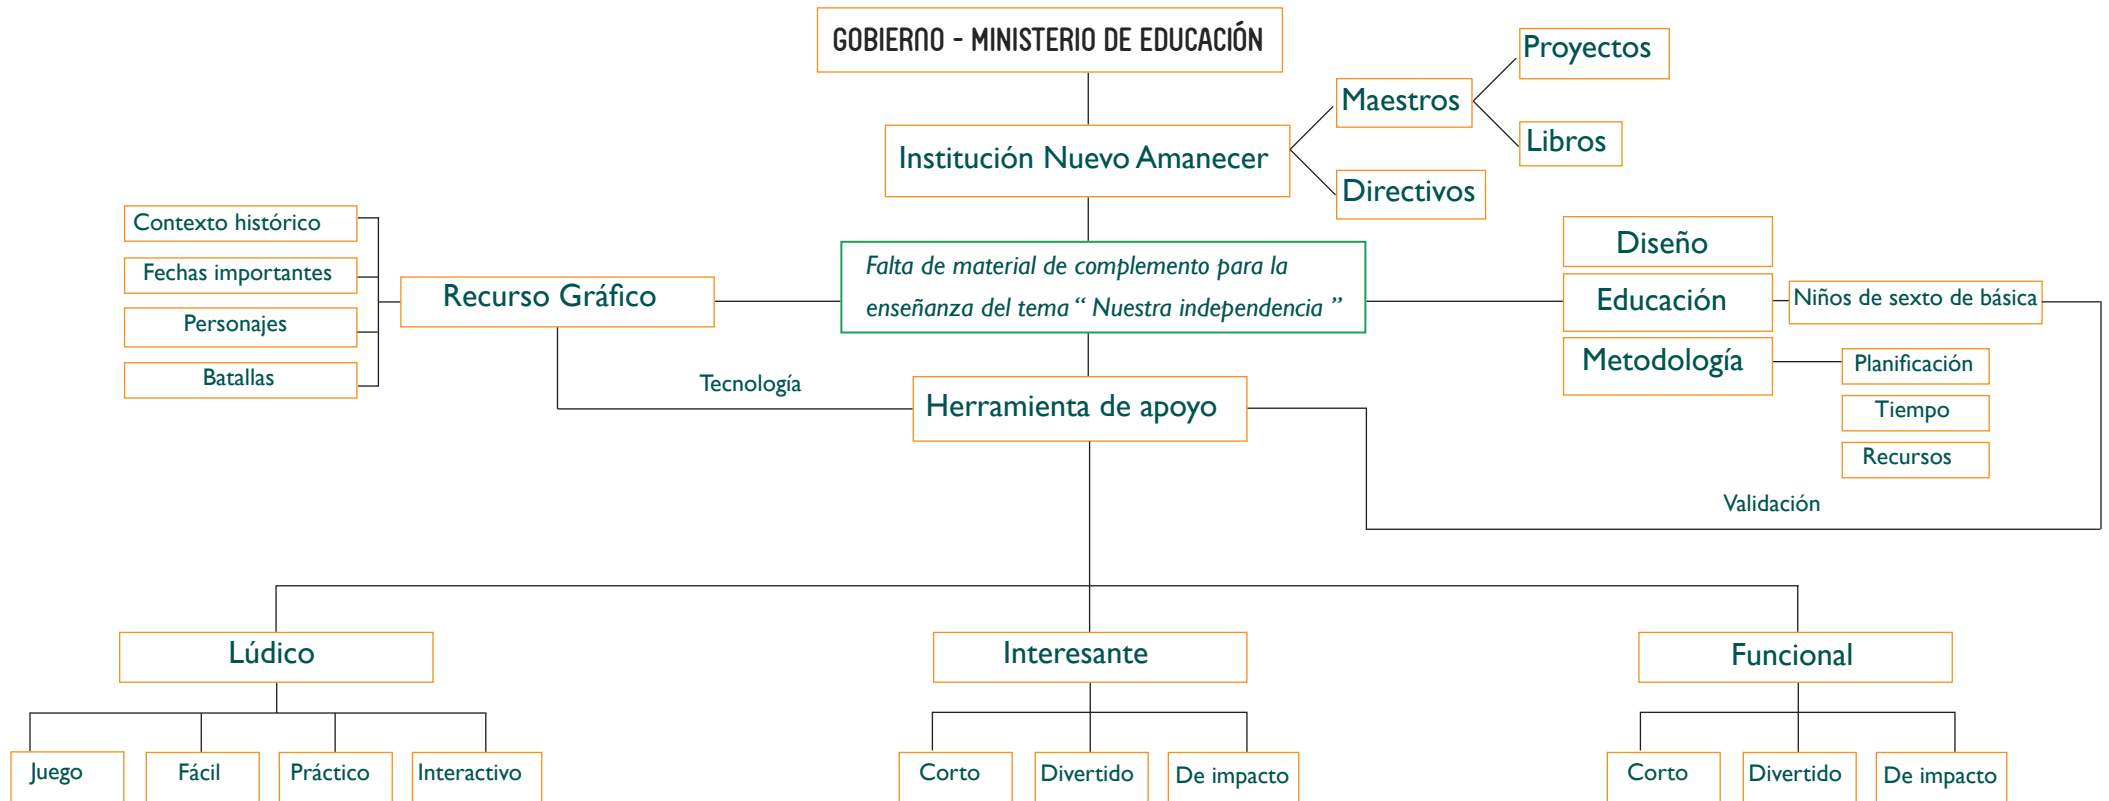 GOBIERNO - MINISTERIO DE EDUCACIÓN
Proyectos
Maestros
Libros
Institución Nuevo Amanecer
Directivos
Contexto histórico
Fechas importantes
Personajes
Batallas
Recurso Gráfico
Falta de material de complemento para la
enseñanza del tema “ Nuestra independencia ”
Diseño
Educación
Niños de sexto de básica
Metodología
Planificación
Tiempo
Recursos
Tecnología
Herramienta de apoyo
Validación
Lúdico
Interesante
Funcional
Juego
Fácil
Práctico
Interactivo
Corto
Divertido
De impacto
Corto
Divertido
De impacto